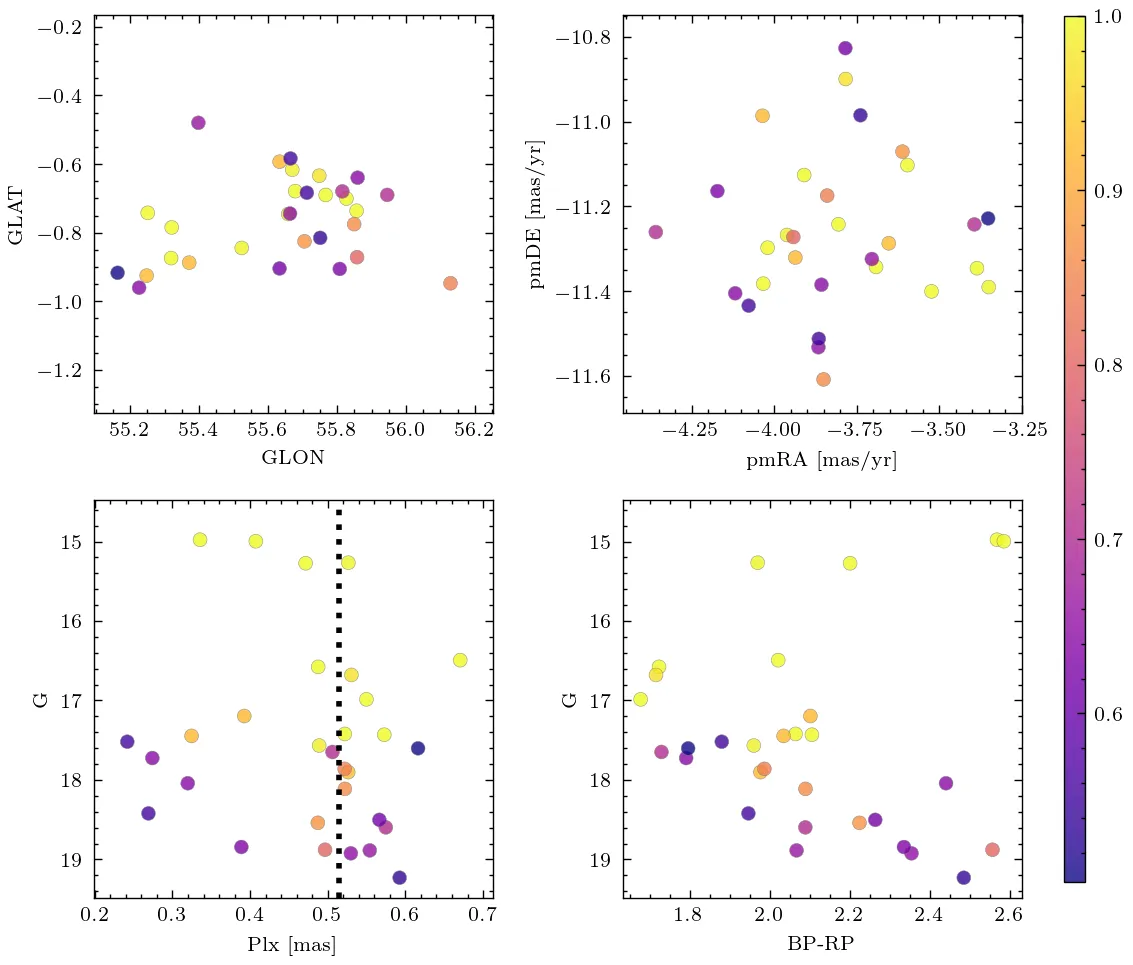 −0.2
−0.4
−0.6
−0.8
−1.0
−1.2
GLAT
55.2 55.4 55.6 55.8 56.0 56.2
GLON
−10.8
−11.0
−11.2
−11.4
−11.6
pmDE [mas/yr]
−4.25 −4.00 −3.75 −3.50 −3.25
pmRA [mas/yr]
1.0
0.9
0.8
0.7
0.6
15
16
17
18
19
G
0.2 0.3 0.4 0.5 0.6 0.7
Plx [mas]
15
16
17
18
19
G
1.8 2.0 2.2 2.4 2.6
BP-RP